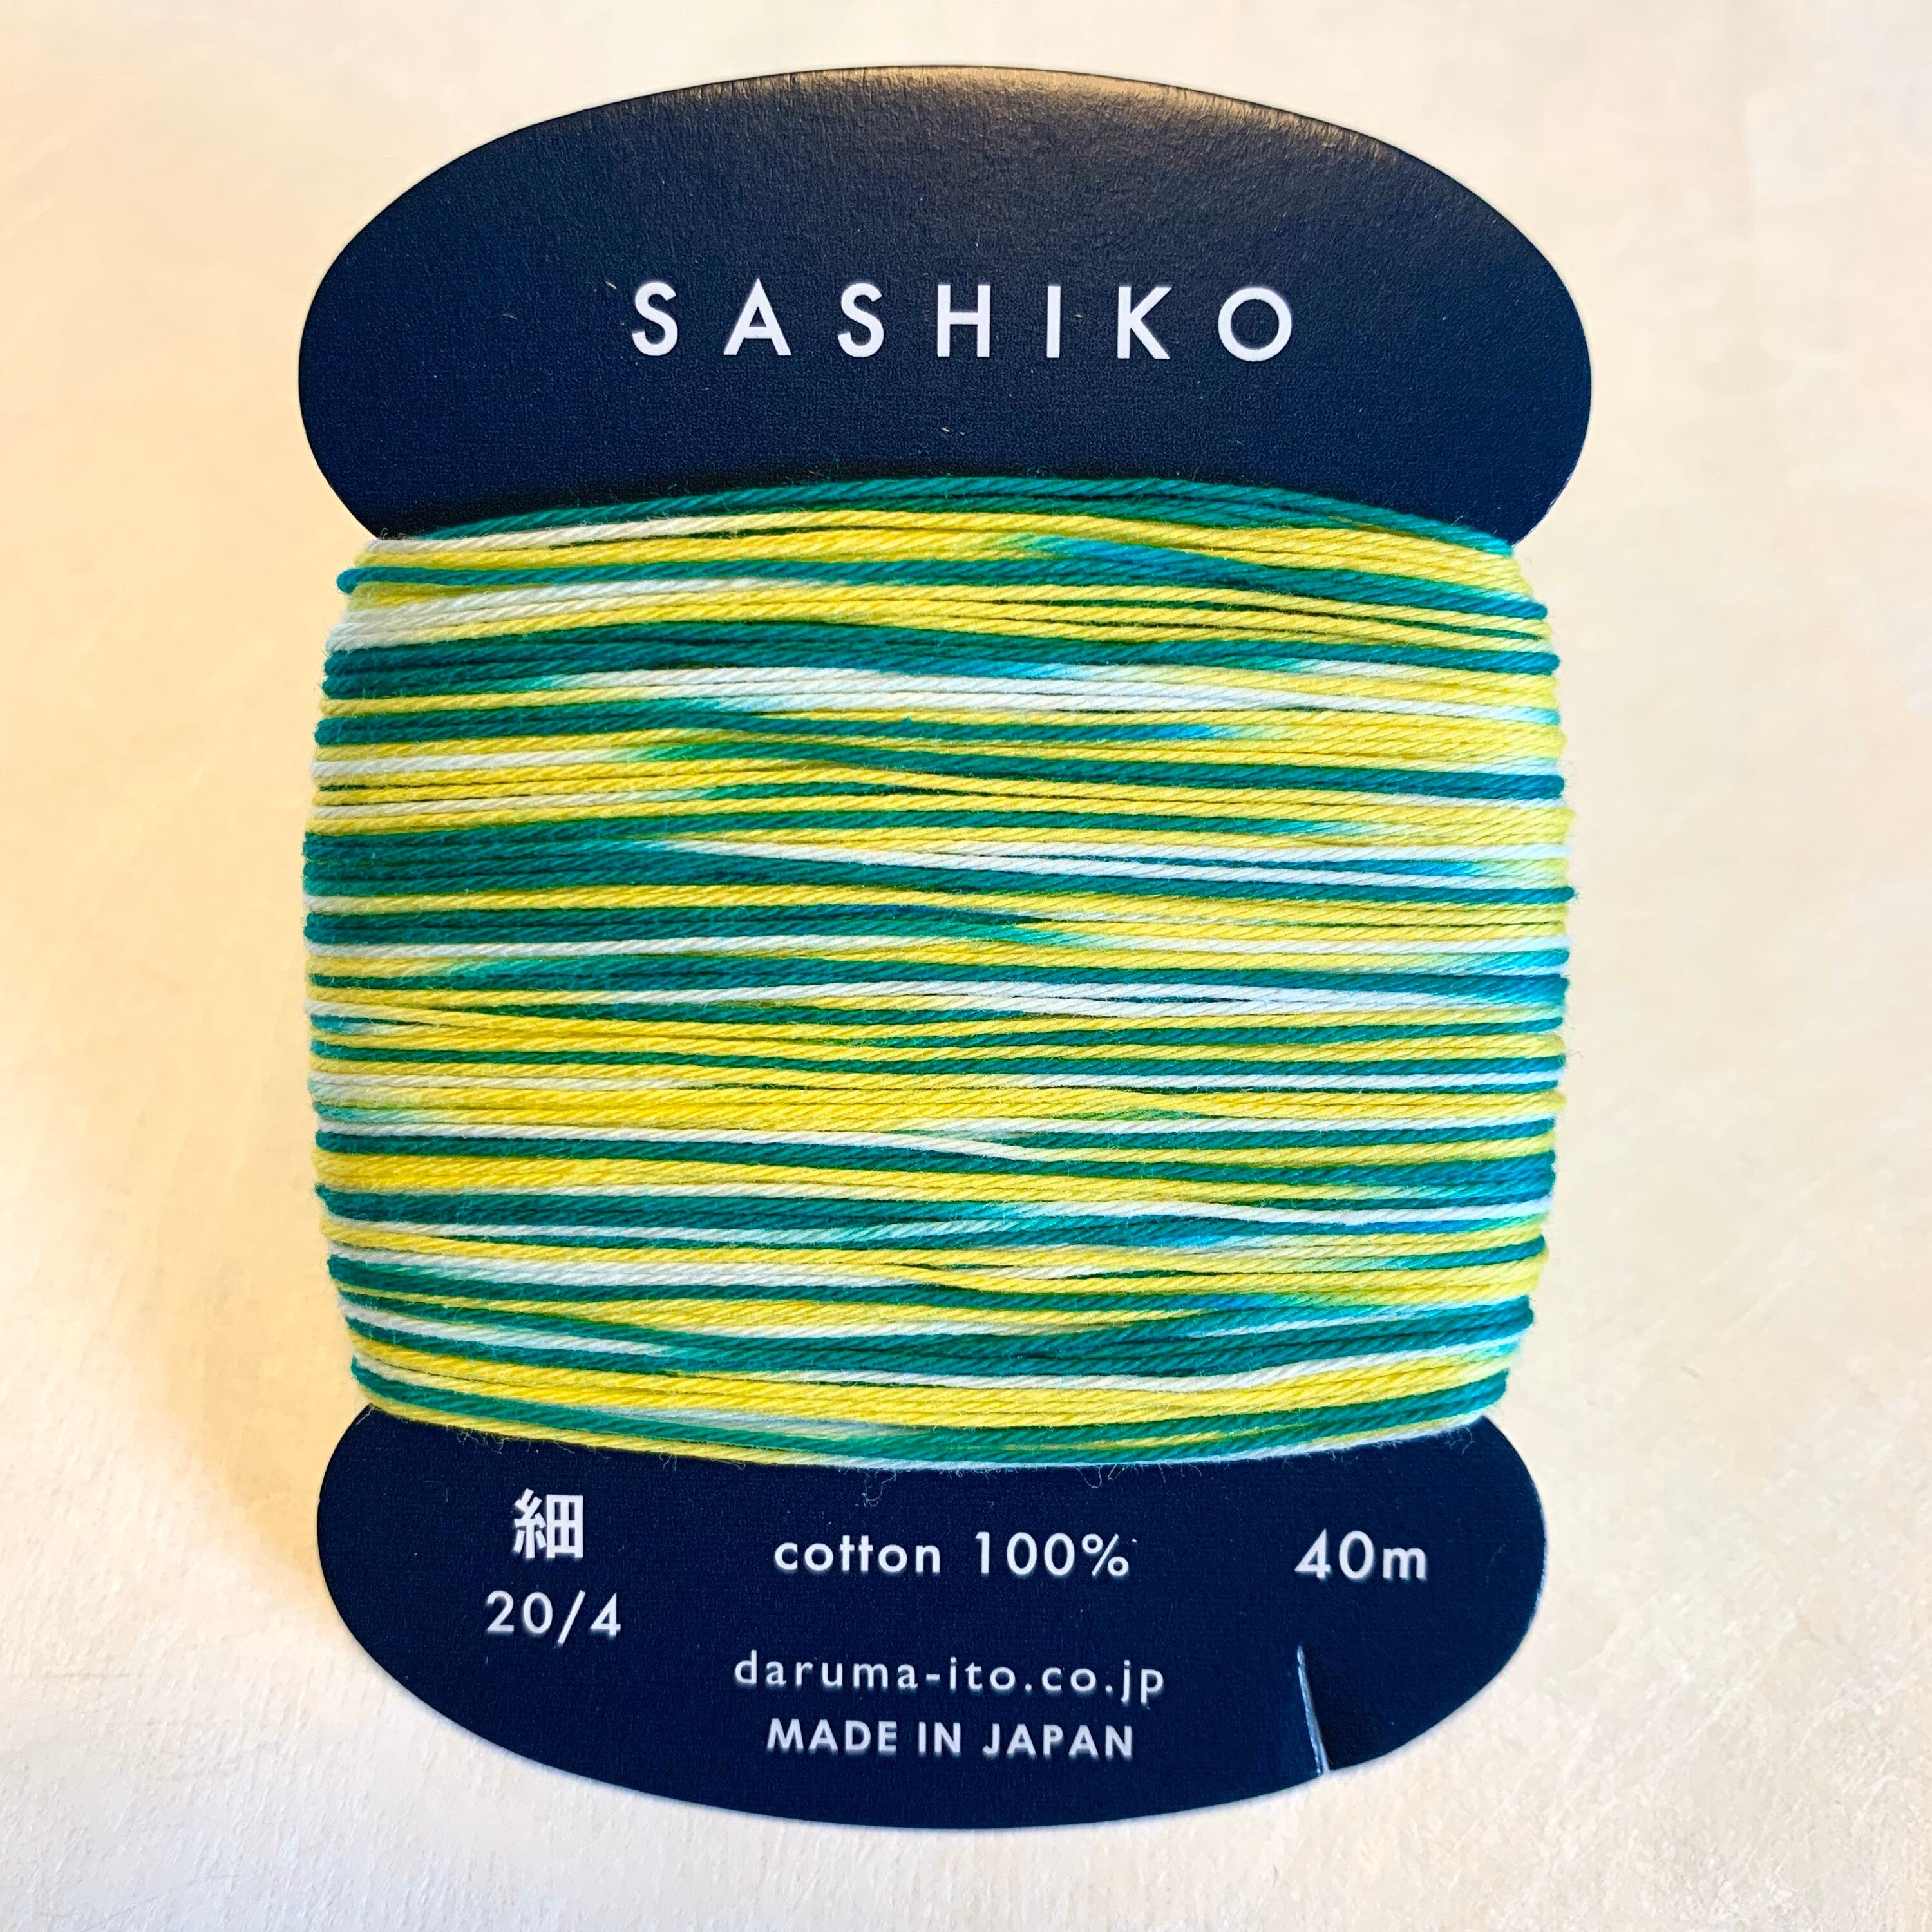 SASHIKO
細
20/4
cotton 100%
40m
daruma-ito.co.jp
MADE IN JAPAN